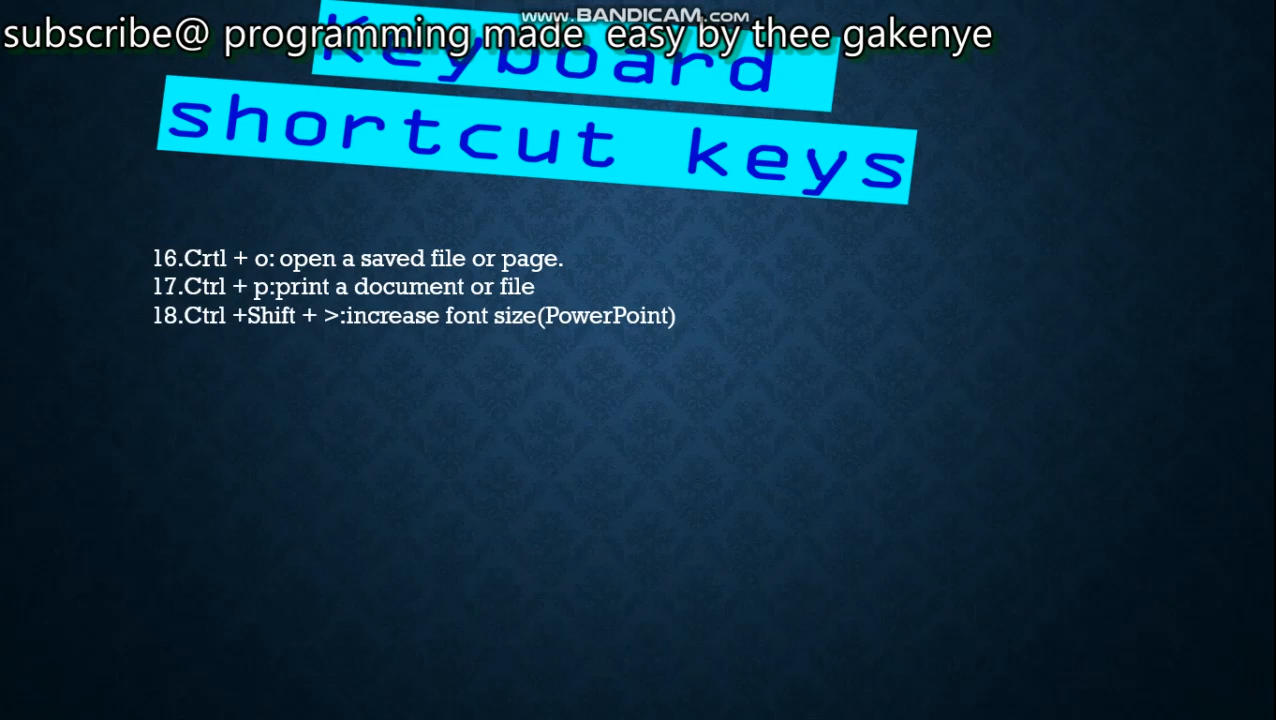 www.BANDICAM.com
subscribe@ programming made  easy by thee gakenye
Keyboard
shortcut keys
16.Crtl + o: open a saved file or page.
17.Ctrl + p:print a document or file
18.Ctrl +Shift + >:increase font size(PowerPoint)